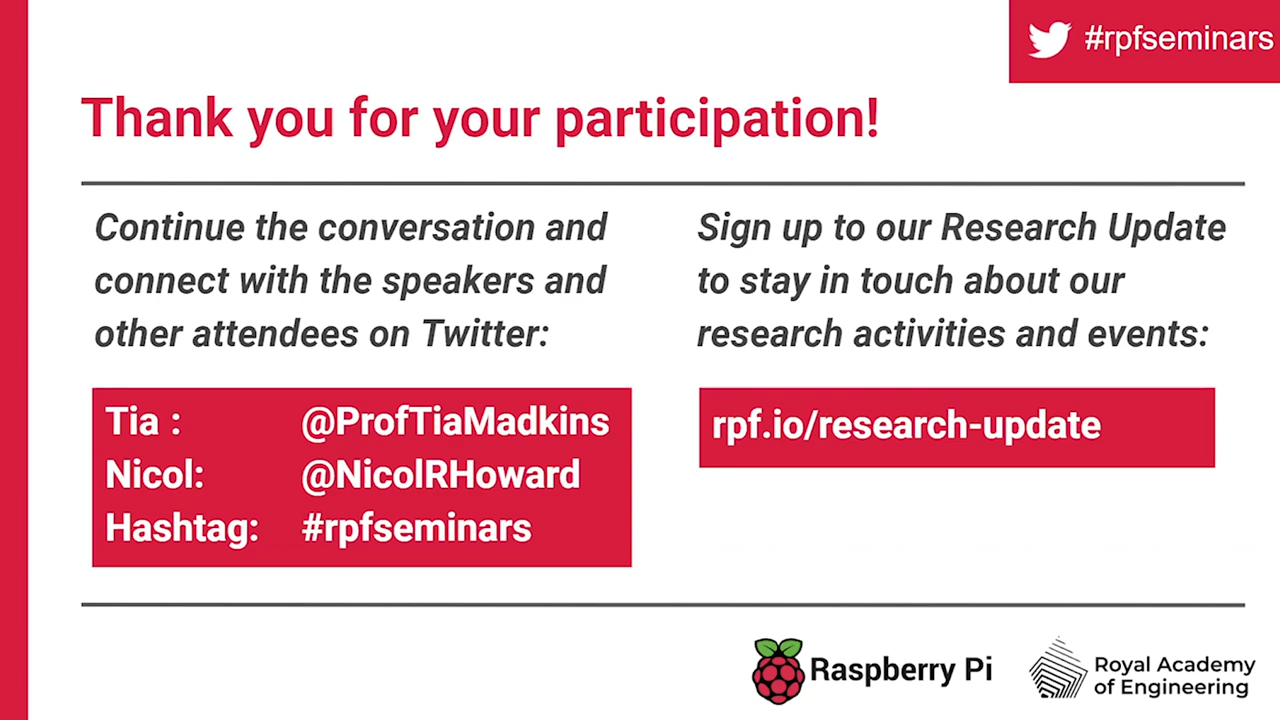 #rpfseminars
Thank you for your participation!
Continue the conversation and
connect with the speakers and
other attendees on Twitter:
Tia : @ProfTiaMadkins
Nicol: @NicolRHoward
Hashtag: #rpfseminars
Sign up to our Research Update
to stay in touch about our
research activities and events:
rpf.io/research-update
Raspberry Pi
Royal Academy
of Engineering